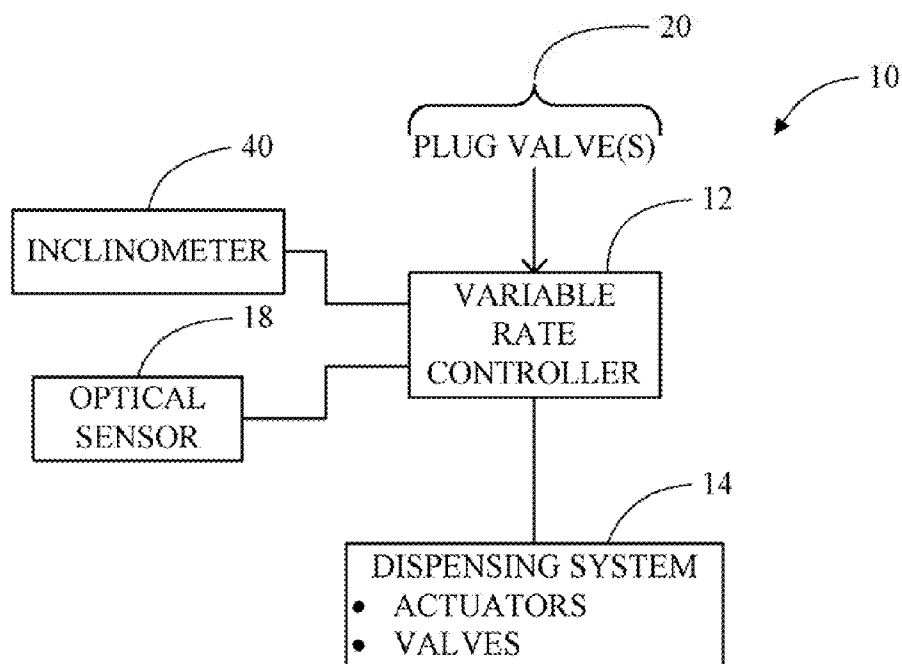 20
10
PLUG VALVE(S)
40
12
INCLINOMETER
VARIABLE
RATE
CONTROLLER
18
OPTICAL
SENSOR
14
DISPENSING SYSTEM
• ACTUATORS
• VALVES